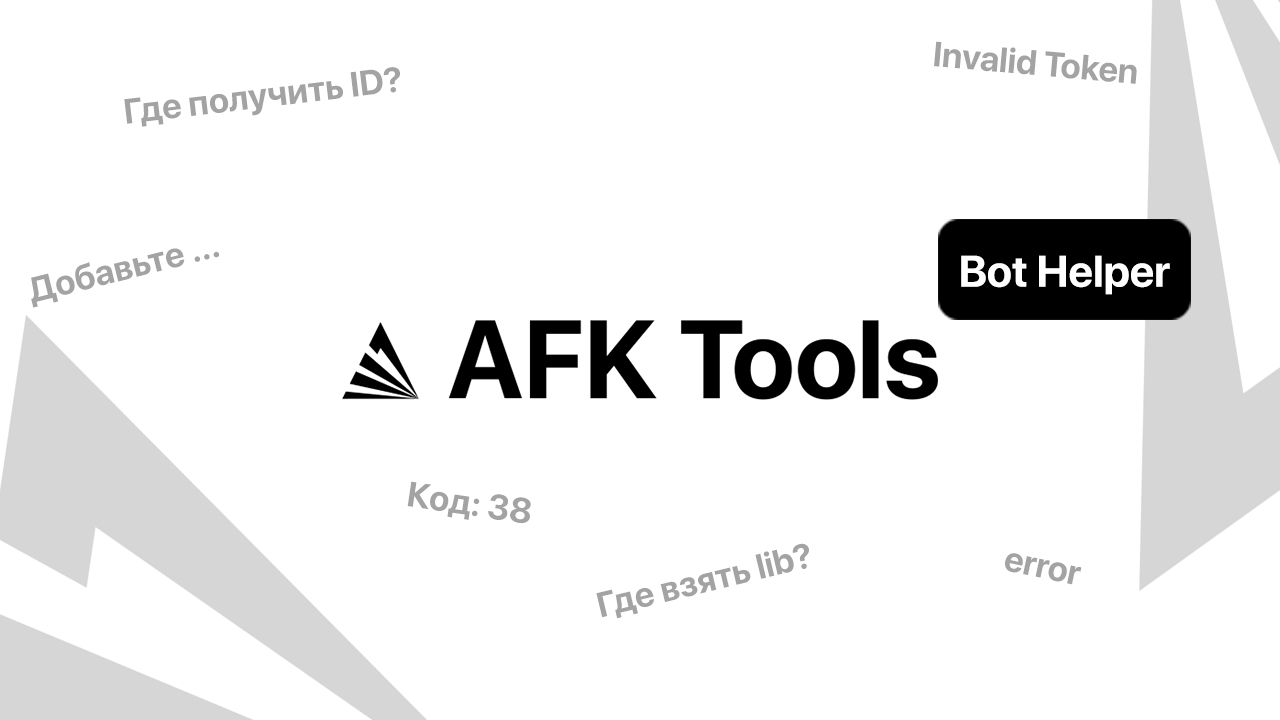 Где получить ID?
Invalid Token
Добавьте ...
Bot Helper
AFK Tools
Код: 38
Где взять lib?
error